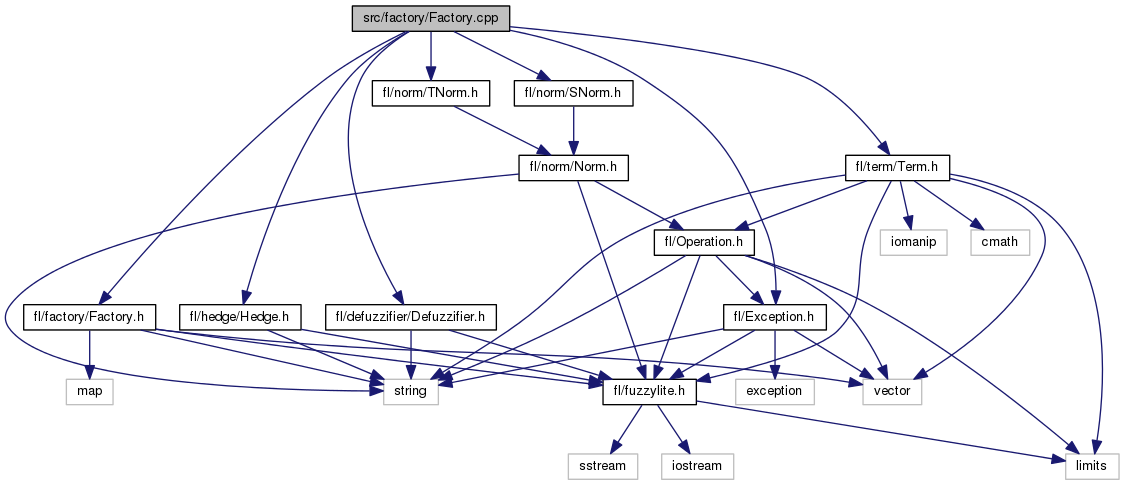 src/factory/Factory.cpp
fl/norm/TNorm.h
fl/norm/SNorm.h
fl/norm/Norm.h
fl/term/Term.h
fl/Operation.h
iomanip
cmath
fl/factory/Factory.h
fl/hedge/Hedge.h
fl/defuzzifier/Defuzzifier.h
fl/Exception.h
map
string
fl/fuzzylite.h
exception
vector
sstream
iostream
limits